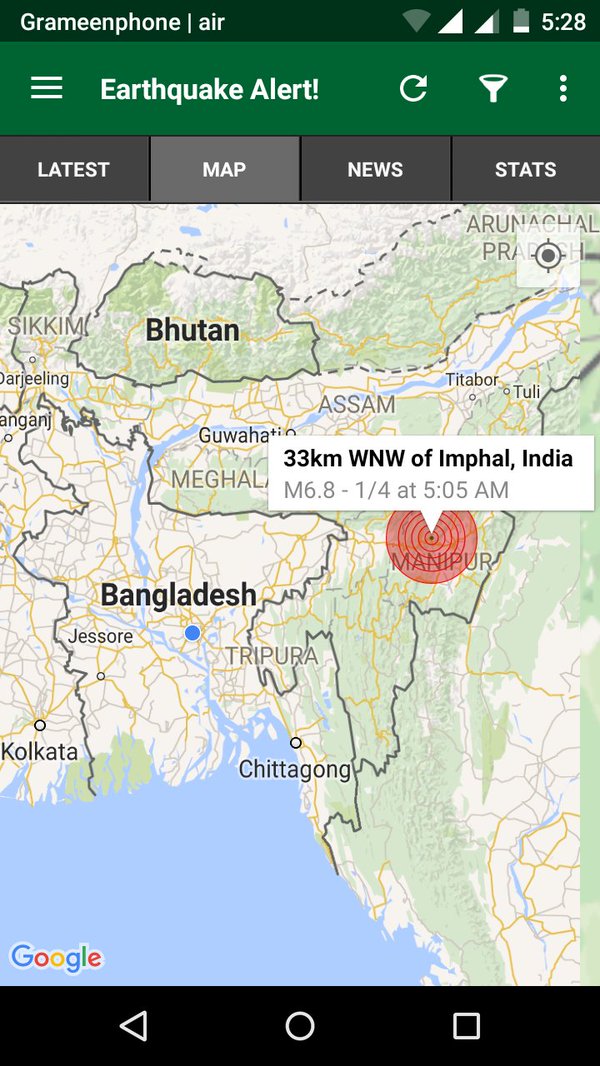 Grameenphone | air
5:28
Earthquake Alert!
LATEST
MAP
NEWS
STATS
ARUNACHAL
PRADESH
SIKKIM
Bhutan
Darjeeling
Titabor
Tuli
ASSAM
anganj
Guwahati
33km WNW of Imphal, India
MEGHALA
M6.8 - 1/4 at 5:05 AM
MANIPUR
Bangladesh
Jessore
TRIPURA
Kolkata
Chittagong
Google